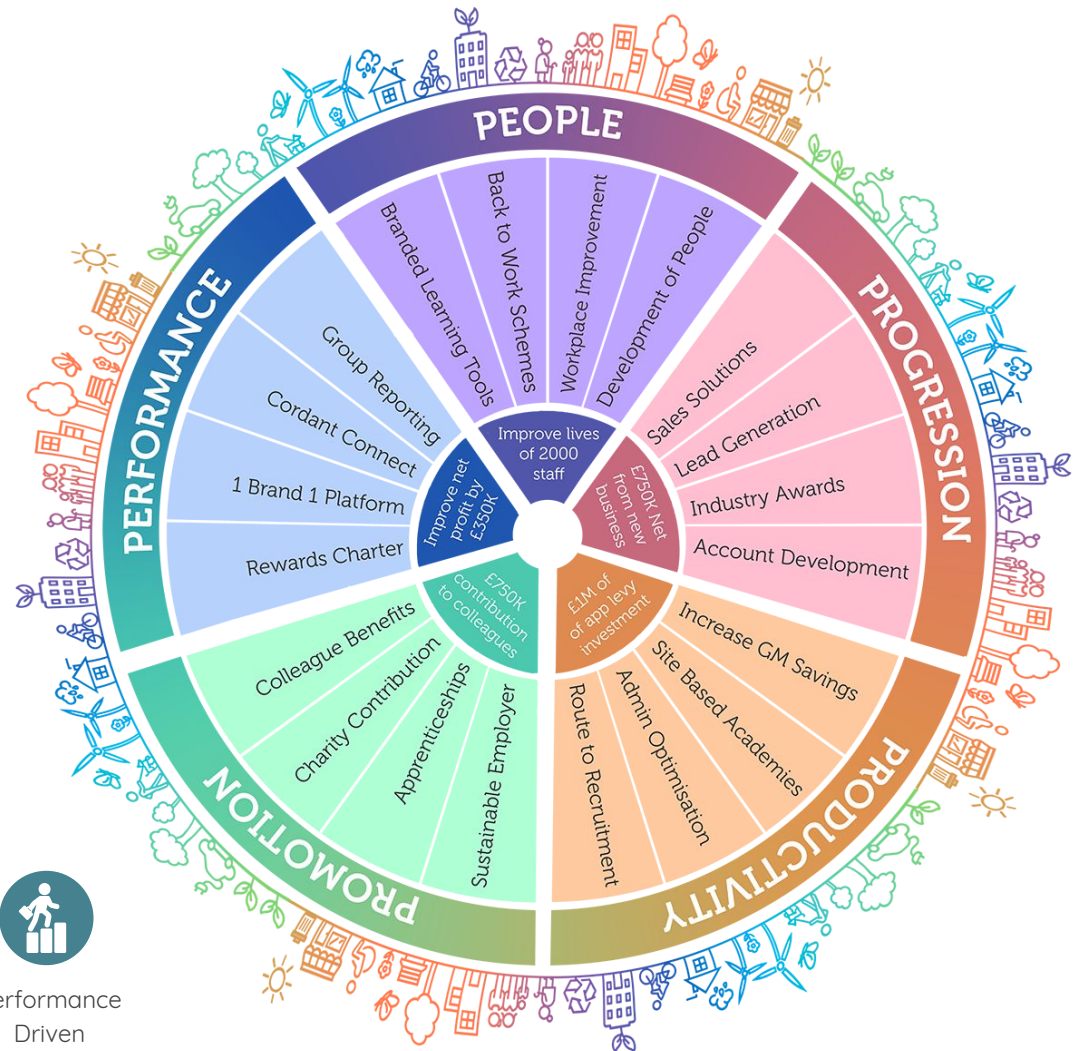 PEOPLE
Branded Learning Tools
Back to Work Schemes
Workplace Improvement
Development of People
Improve lives
of 2000
staff
PROGRESSION
Sales Solutions
Lead Generation
Industry Awards
Account Development
£750K Net
from new
business
PRODUCTIVITY
Increase GM Savings
Site Based Academies
Admin Optimisation
Route to Recruitment
£1M of
of app levy
investment
PROMOTION
Colleague Benefits
Charity Contribution
Apprenticeships
Sustainable Employer
£750K
contribution
to colleagues
PERFORMANCE
Group Reporting
Cordant Connect
1 Brand 1 Platform
Rewards Charter
Improve net
profit by
£350K
erformance
Driven